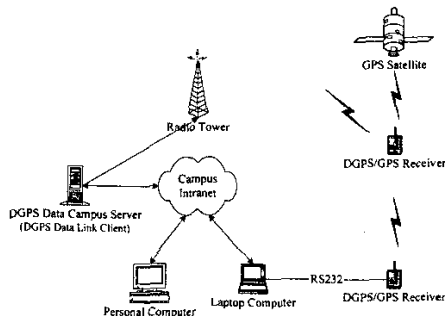 GPS Satellite
Radio Tower
DGPS/GPS Receiver
Campus
Intranet
DGPS Data Campus Server
(DGPS Data Link Client)
RS232
Personal Computer
Laptop Computer
DGPS/GPS Receiver